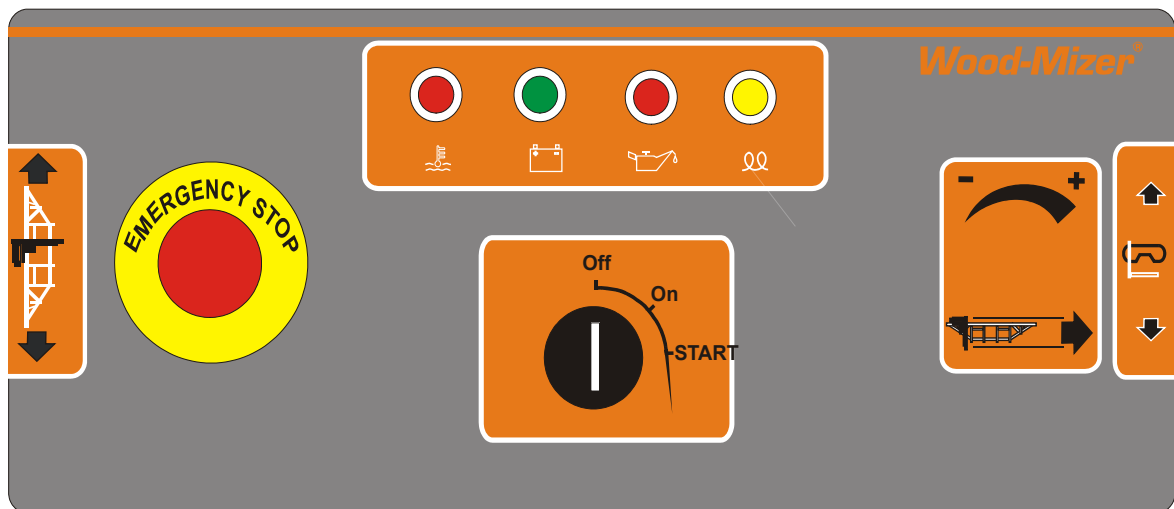 Wood-Mizer®
EMERGENCY STOP
- +
Off
On
START